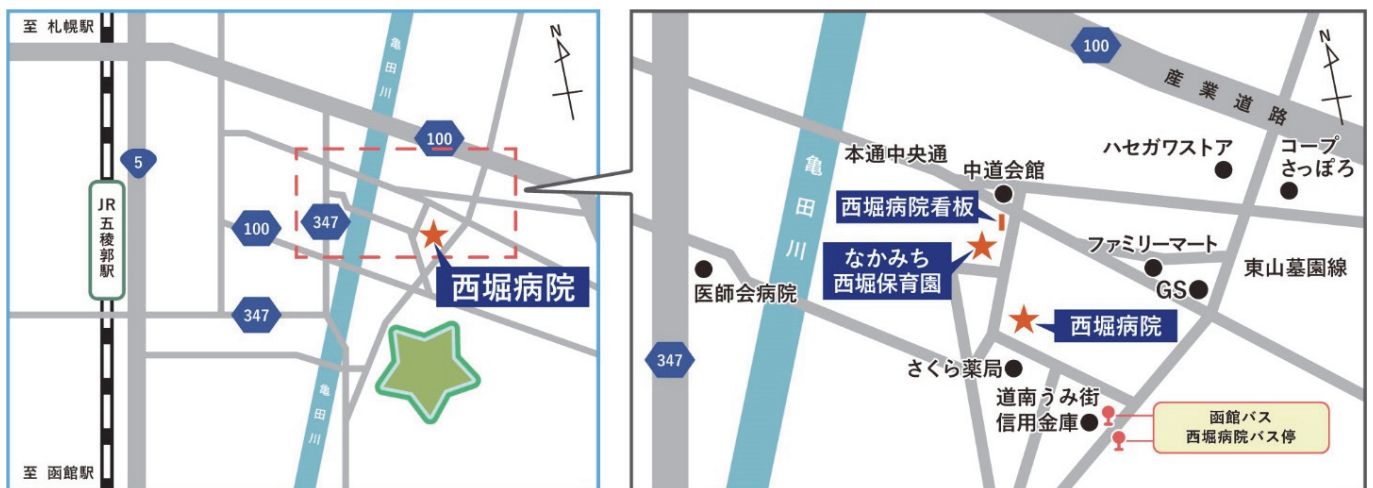 至 札幌駅
N
亀田川
100
5
JR五稜郭駅
347
100
西堀病院
347
亀田川
至 函館駅
100
産業道路
N
ハセガワストア
コープ
さっぽろ
本通中央通
中道会館
亀田川
西堀病院看板
なかみち
西堀保育園
ファミリーマート
東山墓園線
GS
医師会病院
西堀病院
347
さくら薬局
道南うみ街
信用金庫
函館バス
西堀病院バス停